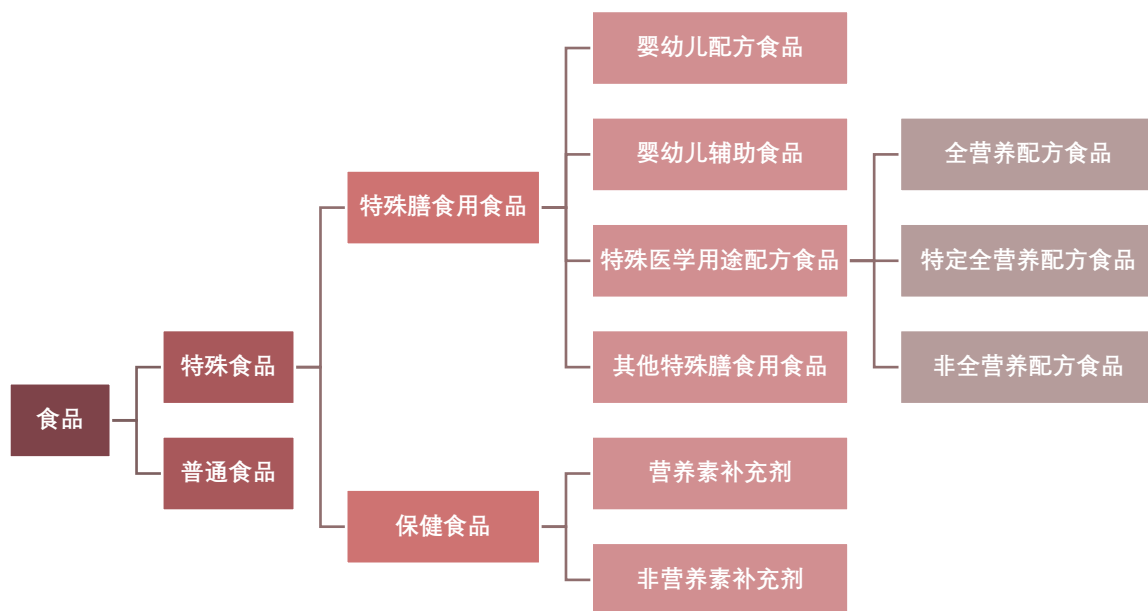 食品
特殊食品
普通食品
特殊膳食用食品
保健食品
婴幼儿配方食品
婴幼儿辅助食品
特殊医学用途配方食品
其他特殊膳食用食品
营养素补充剂
非营养素补充剂
全营养配方食品
特定全营养配方食品
非全营养配方食品